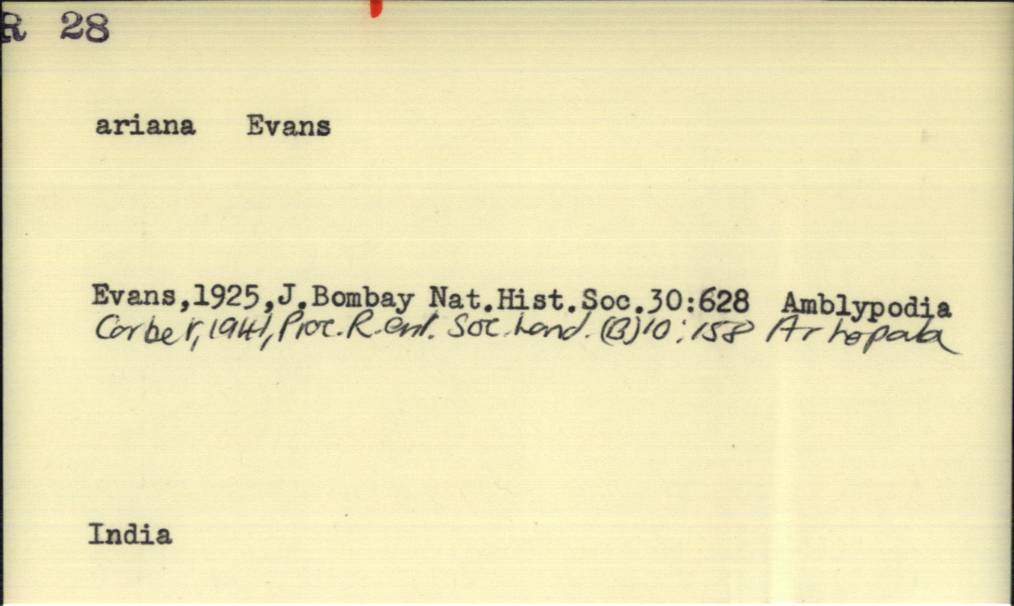 R 28
ariana Evans
Evans,1925,J.Bombay Nat.Hist.Soc.30:628 Amblypodia
Corbet, 1941, Proc. R. ent. Soc. Lond. (B) 10: 158 Arhopala
India